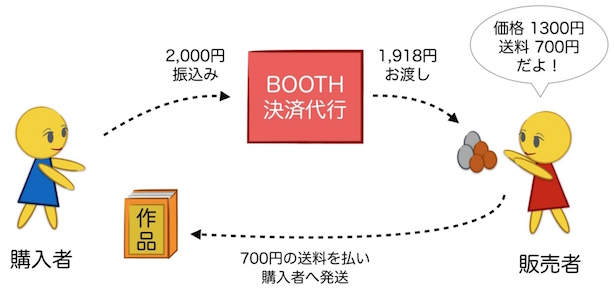 価格 1300円
送料 700円
だよ！
2,000円
振込み
BOOTH
決済代行
1,918円
お渡し
作
品
購入者
700円の送料を払い
購入者へ発送
販売者